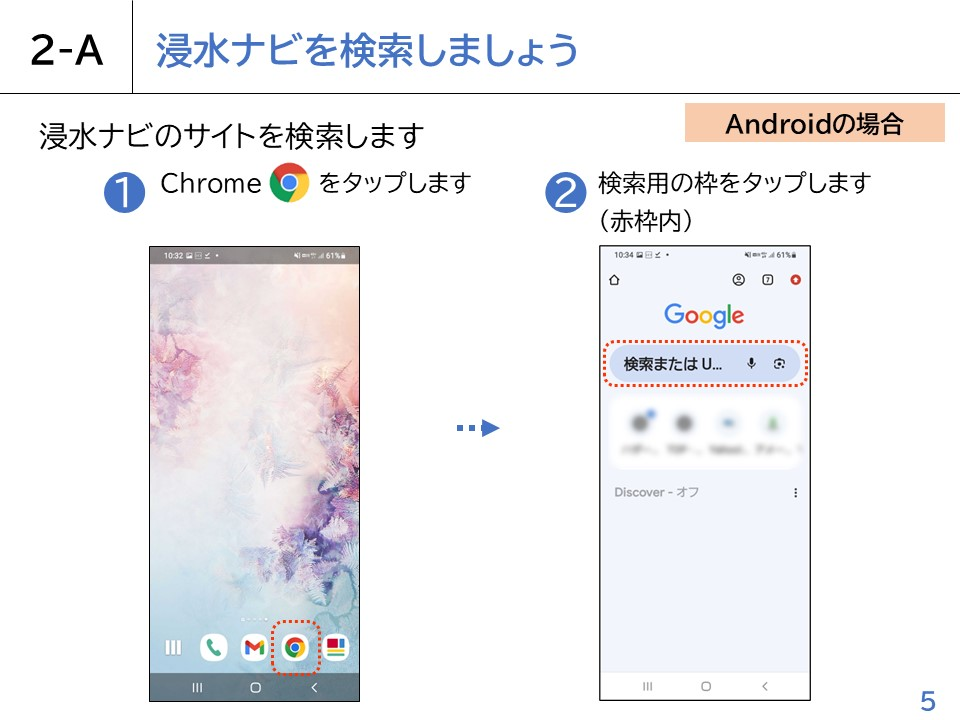 2-A
浸水ナビを検索しましょう
Androidの場合
浸水ナビのサイトを検索します
1 Chrome をタップします
2 検索用の枠をタップします
（赤枠内）
10:32 61%
10:34 61%
7
Google
検索または U...
Discover – オフ
5